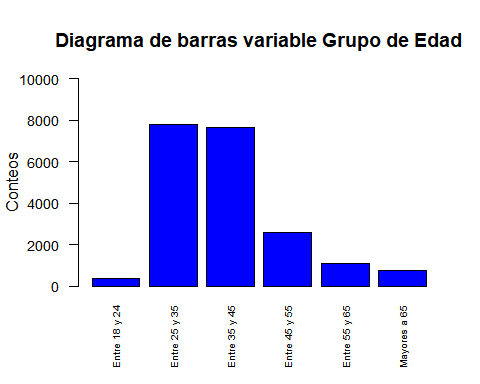 Diagrama de barras variable Grupo de Edad
Conteos
10000
8000
6000
4000
2000
0
Entre 18 y 24
Entre 25 y 35
Entre 35 y 45
Entre 45 y 55
Entre 55 y 65
Mayores a 65